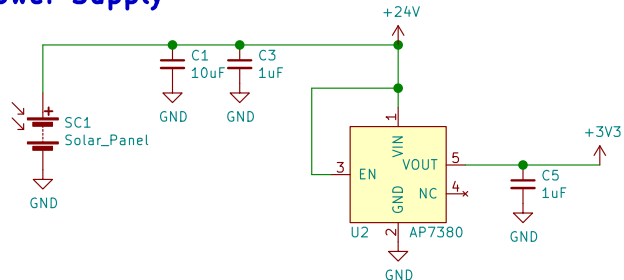 ower Supply
+24V
C1
10uF
C3
1uF
GND
GND
+
SC1
Solar_Panel
GND
1
VIN
3
EN
VOUT
5
NC
4
GND
2
U2
AP7380
GND
+3V3
C5
1uF
GND